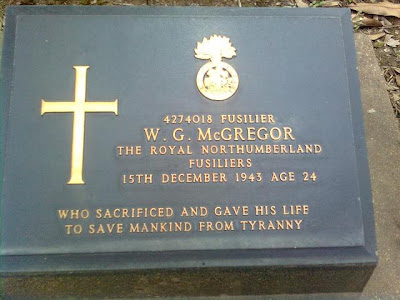 4274018 FUSILIER
W. G. McGREGOR
THE ROYAL NORTHUMBERLAND
FUSILIERS
15TH DECEMBER 1943 AGE 24
WHO SACRIFICED AND GAVE HIS LIFE
TO SAVE MANKIND FROM TYRANNY